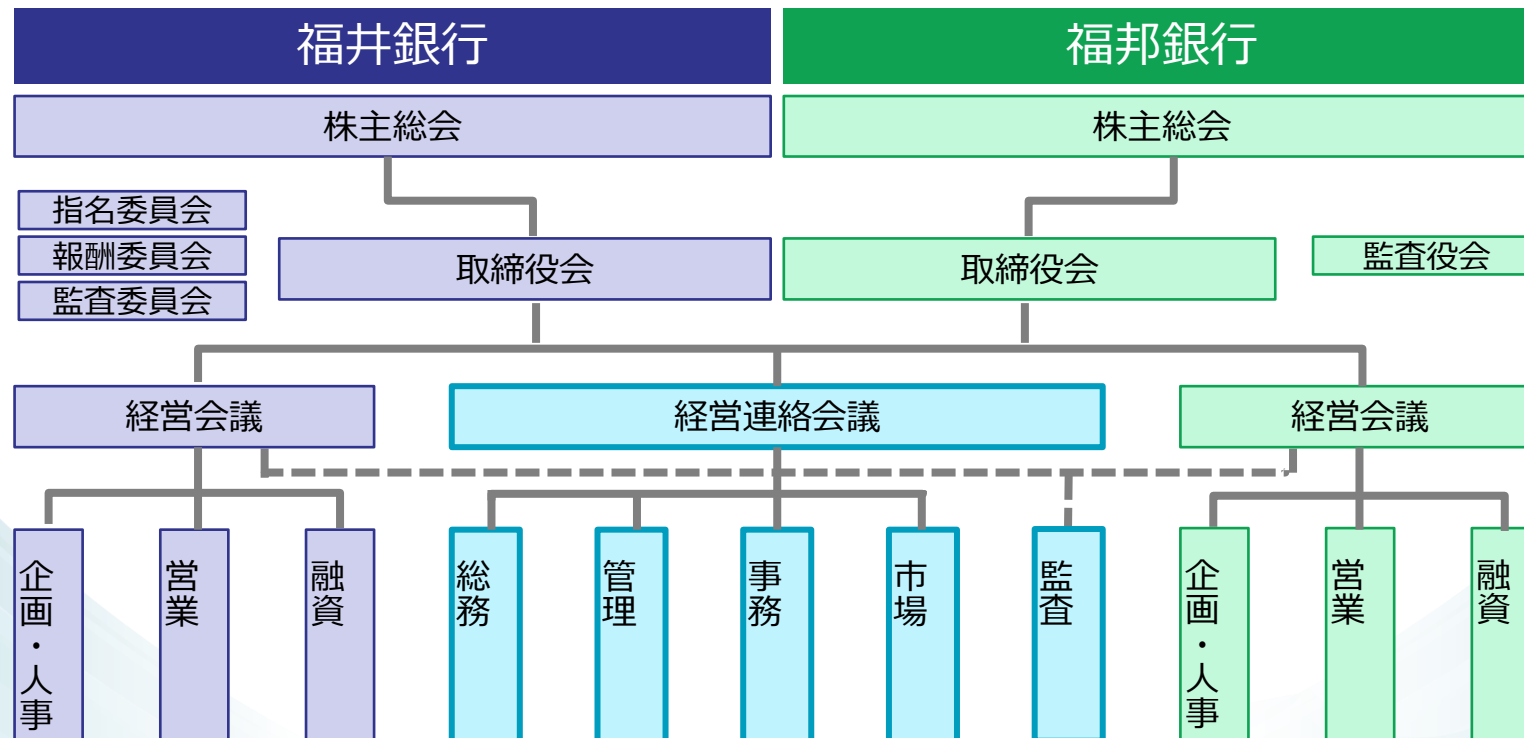 福井銀行
福邦銀行
株主総会
株主総会
指名委員会
報酬委員会
監査委員会
取締役会
取締役会
監査役会
経営会議
経営連絡会議
経営会議
企画・人事
営業
融資
総務
管理
事務
市場
監査
企画・人事
営業
融資